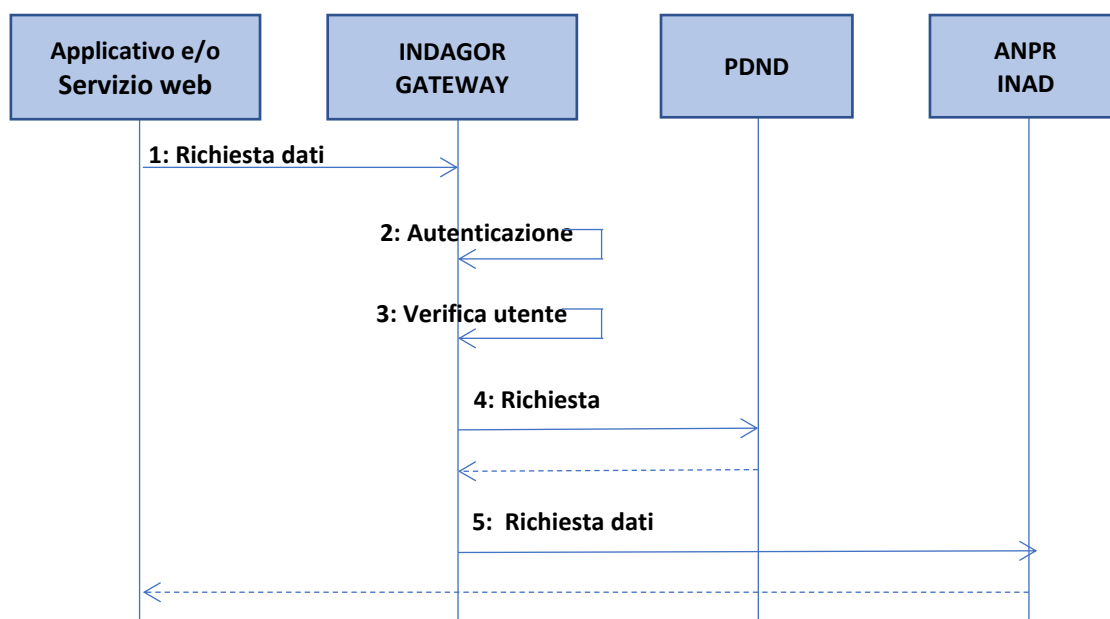 Applicativo e/o
Servizio web
INDAGOR
GATEWAY
PDND
ANPR
INAD
1: Richiesta dati
2: Autenticazione
3: Verifica utente
4: Richiesta
5: Richiesta dati